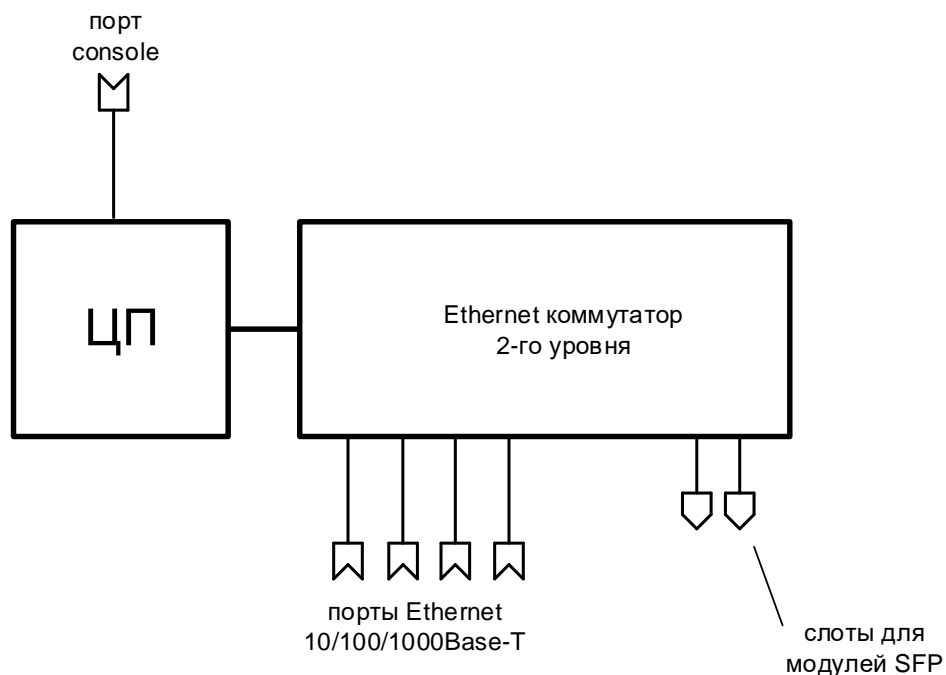 порт
console
ЦП
Ethernet коммутатор
2-го уровня
порты Ethernet
10/100/1000Base-T
слоты для
модулей SFP